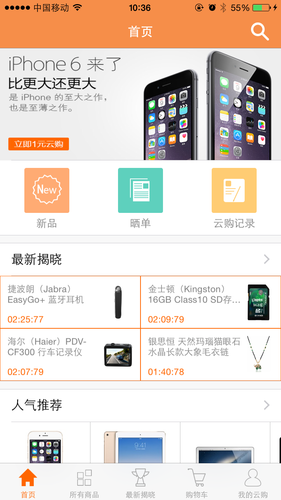 中国移动
10:36
55%
首页
iPhone 6 来了
比更大还更大
是 iPhone 的至大之作,
也是至薄之作。
立即1元云购
New
新品
晒单
云购记录
最新揭晓
捷波朗（Jabra）
EasyGo+ 蓝牙耳机
02:25:77
金士顿（Kingston）
16GB Class10 SD存...
02:09:79
海尔（Haier）PDV-
CF300 行车记录仪
02:07:79
银思恒 天然玛瑙猫眼石
水晶长款大象毛衣链
01:40:78
人气推荐
首页
所有商品
最新揭晓
购物车
我的云购